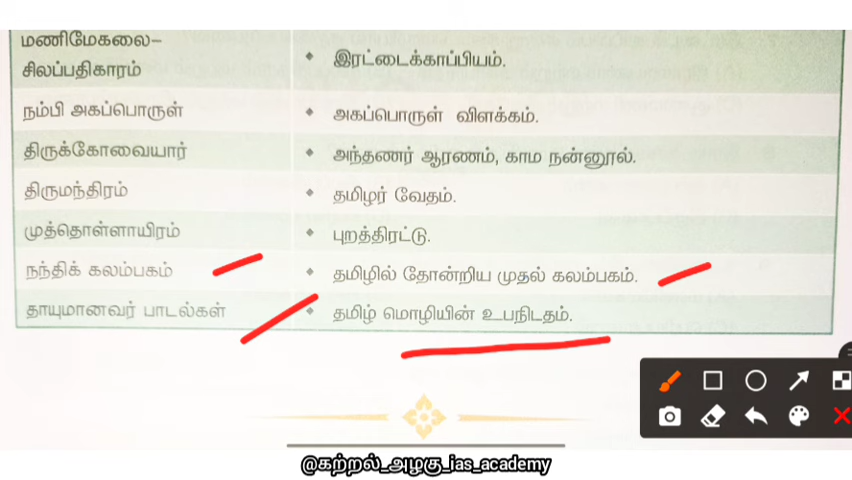 மணிமேகலை–
சிலப்பதிகாரம்
இரட்டைக்காப்பியம்.
நம்பி அகப்பொருள்
அகப்பொருள் விளக்கம்.
திருக்கோவையார்
அந்தணர் ஆரணம், காம நன்னூல்.
திருமந்திரம்
தமிழர் வேதம்.
முத்தொள்ளாயிரம்
புறத்திரட்டு.
நந்திக் கலம்பகம்
தமிழில் தோன்றிய முதல் கலம்பகம்.
தாயுமானவர் பாடல்கள்
தமிழ் மொழியின் உபநிடதம்.
@கற்றல்_அழகு_ias_academy